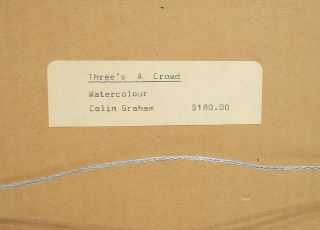 Three's A Crowd
Watercolour
Colin Graham $180.00